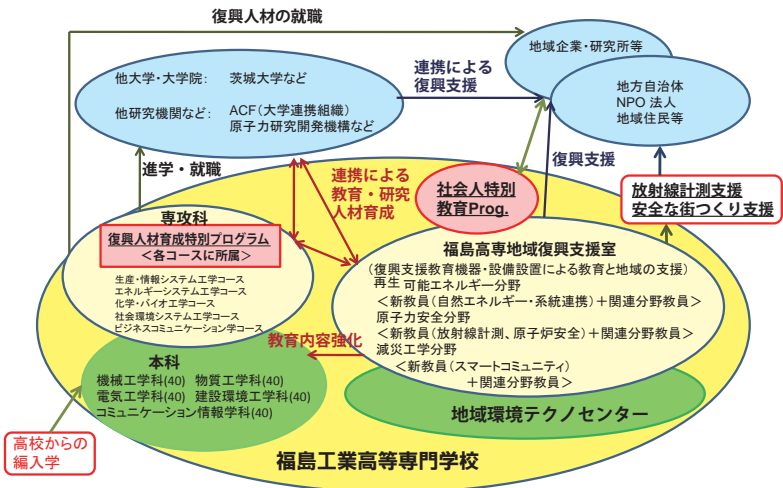 復興人材の就職
地域企業・研究所等
他大学・大学院: 茨城大学など
他研究機関など: ACF(大学連携組織)
原子力研究開発機構など
連携による
復興支援
地方自治体
NPO 法人
地域住民等
進学・就職
連携による
教育・研究
人材育成
復興支援
社会人特別
教育Prog.
放射線計測支援
安全な街つくり支援
専攻科
復興人材育成特別プログラム
＜各コースに所属＞
生産・情報システム工学コース
エネルギーシステム工学コース
化学・バイオ工学コース
社会環境システム工学コース
ビジネスコミュニケーション学コース
福島高専地域復興支援室
(復興支援教育機器・設備設置による教育と地域の支援)
再生 可能エネルギー分野
＜新教員(自然エネルギー・系統連携)＋関連分野教員＞
原子力安全分野
＜新教員(放射線計測、原子炉安全)＋関連分野教員＞
減災工学分野
＜新教員(スマートコミュニティ)
＋関連分野教員＞
教育内容強化
本科
機械工学科(40) 物質工学科(40)
電気工学科(40) 建設環境工学科(40)
コミュニケーション情報学科(40)
地域環境テクノセンター
高校からの
編入学
福島工業高等専門学校